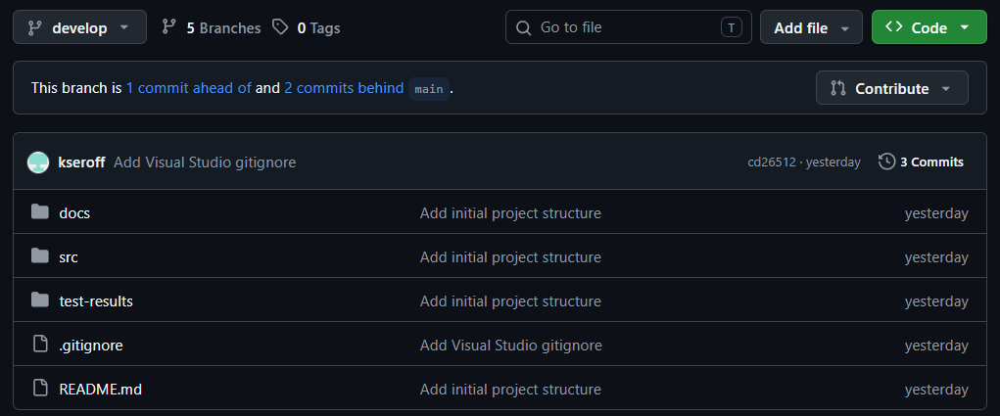 develop 5 Branches 0 Tags Go to file T Add file Code
This branch is 1 commit ahead of and 2 commits behind main . Contribute
kseroff Add Visual Studio gitignore cd26512 · yesterday 3 Commits
docs Add initial project structure yesterday
src Add initial project structure yesterday
test-results Add initial project structure yesterday
.gitignore Add Visual Studio gitignore yesterday
README.md Add initial project structure yesterday